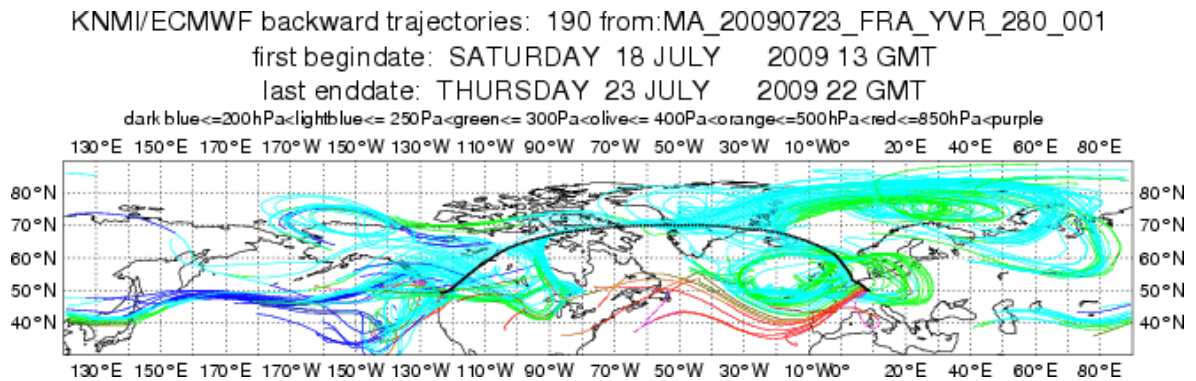 KNMI/ECMWF backward trajectories: 190 from:MA_20090723_FRA_YVR_280_001
first begindate: SATURDAY 18 JULY 2009 13 GMT
last enddate: THURSDAY 23 JULY 2009 22 GMT
dark blue<=200hPa<lightblue<= 250Pa<green<= 300Pa<olive<= 400Pa<orange<=500hPa<red<=850hPa<purple
130°E 150°E 170°E 170°W 150°W 130°W 110°W 90°W 70°W 50°W 30°W 10°W 0° 20°E 40°E 60°E 80°E
80°N 80°N
70°N 70°N
60°N 60°N
50°N 50°N
40°N 40°N
130°E 150°E 170°E 170°W 150°W 130°W 110°W 90°W 70°W 50°W 30°W 10°W 0° 20°E 40°E 60°E 80°E